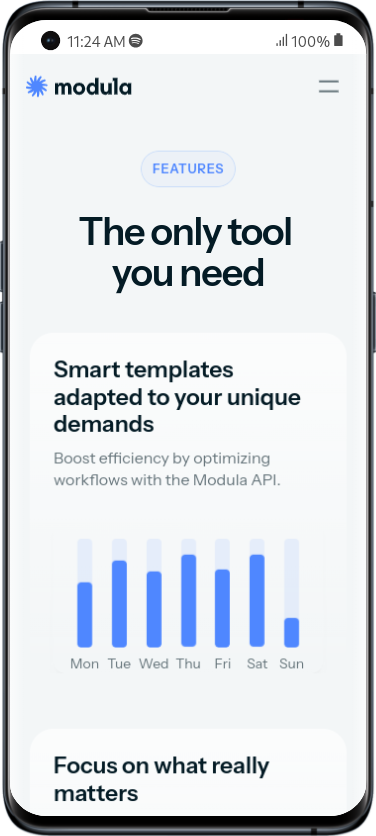 11:24 AM 100%
modula
FEATURES
The only tool
you need
Smart templates
adapted to your unique
demands
Boost efficiency by optimizing
workflows with the Modula API.
Mon Tue Wed Thu Fri Sat Sun
Focus on what really
matters